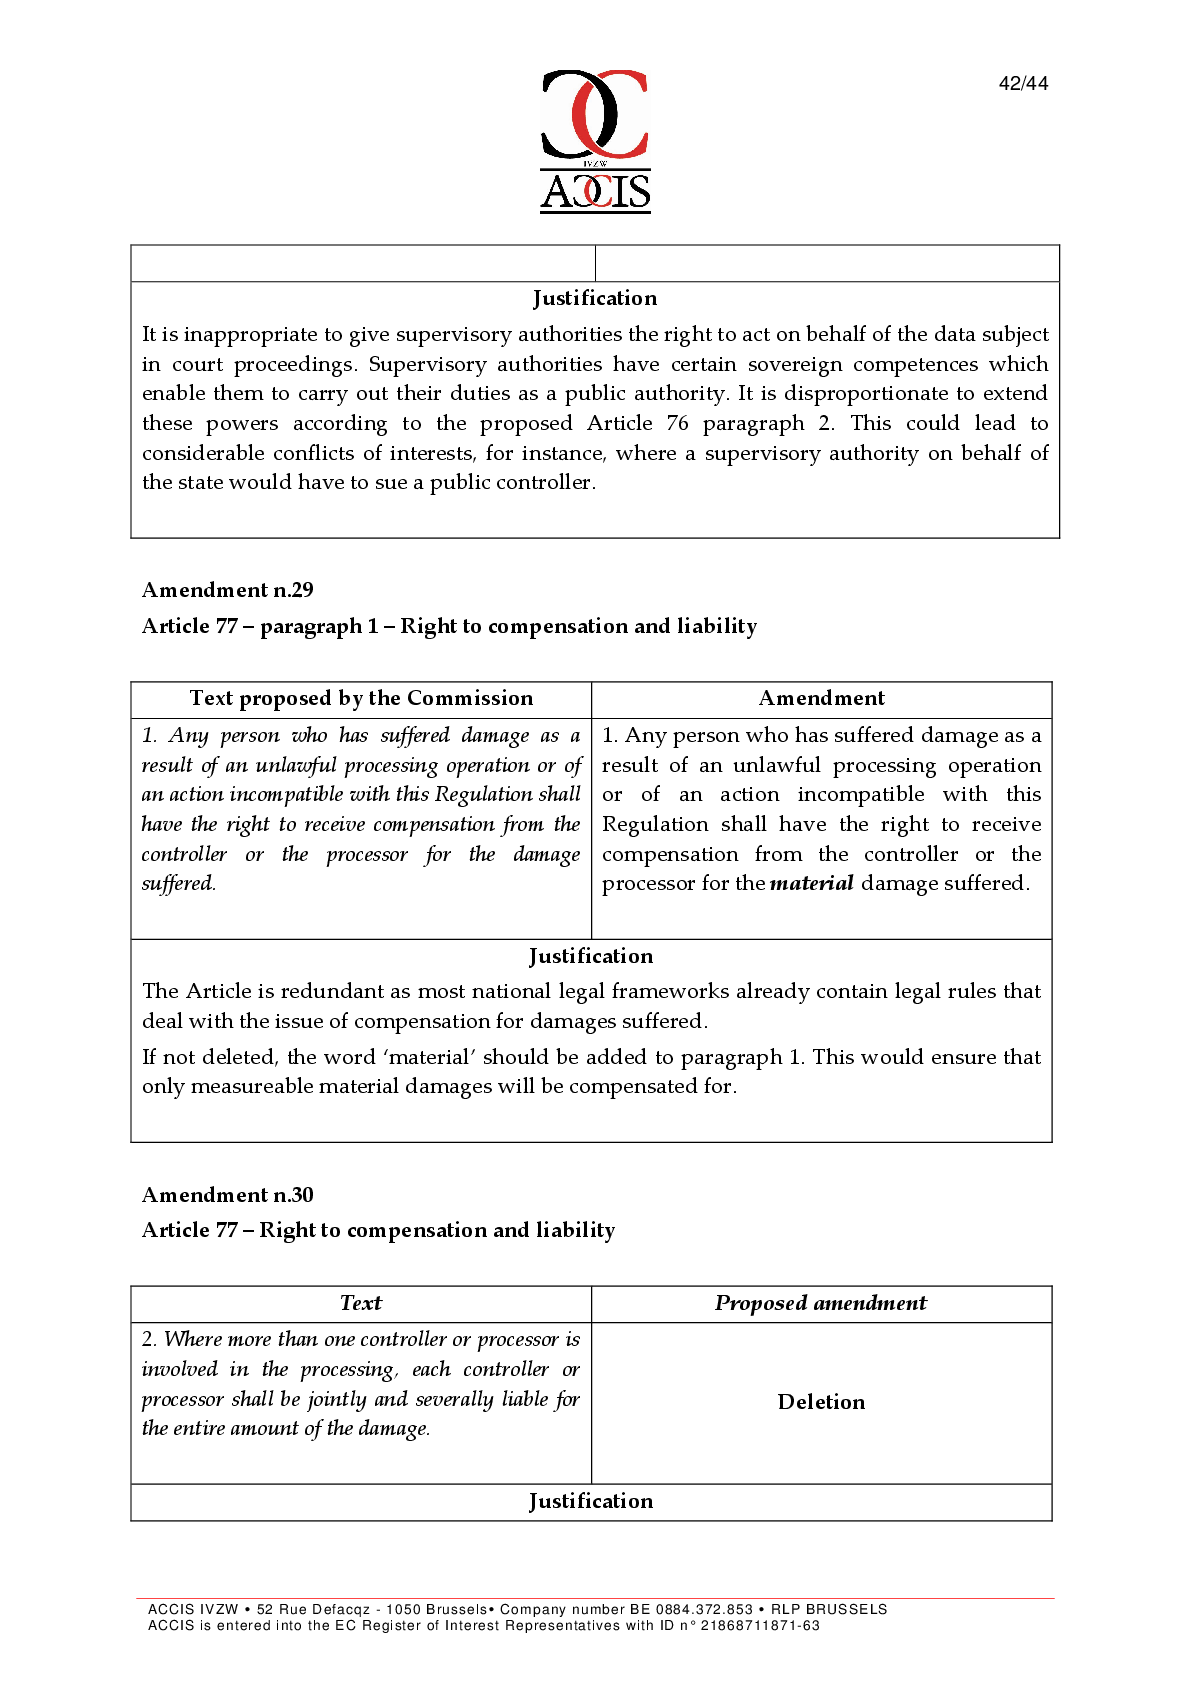 42/44
IVZW
ACCIS
Justification
It is inappropriate to give supervisory authorities the right to act on behalf of the data subject
in court proceedings. Supervisory authorities have certain sovereign competences which
enable them to carry out their duties as a public authority. It is disproportionate to extend
these powers according to the proposed Article 76 paragraph 2. This could lead to
considerable conflicts of interests, for instance, where a supervisory authority on behalf of
the state would have to sue a public controller.
Amendment n.29
Article 77 – paragraph 1 – Right to compensation and liability
Text proposed by the Commission
Amendment
1. Any person who has suffered damage as a
result of an unlawful processing operation or of
an action incompatible with this Regulation shall
have the right to receive compensation from the
controller or the processor for the damage
suffered.
1. Any person who has suffered damage as a
result of an unlawful processing operation
or of an action incompatible with this
Regulation shall have the right to receive
compensation from the controller or the
processor for the material damage suffered.
Justification
The Article is redundant as most national legal frameworks already contain legal rules that
deal with the issue of compensation for damages suffered.
If not deleted, the word ‘material’ should be added to paragraph 1. This would ensure that
only measureable material damages will be compensated for.
Amendment n.30
Article 77 – Right to compensation and liability
Text
Proposed amendment
2. Where more than one controller or processor is
involved in the processing, each controller or
processor shall be jointly and severally liable for
the entire amount of the damage.
Deletion
Justification
ACCIS IVZW • 52 Rue Defacqz - 1050 Brussels• Company number BE 0884.372.853 • RLP BRUSSELS
ACCIS is entered into the EC Register of Interest Representatives with ID n° 21868711871-63